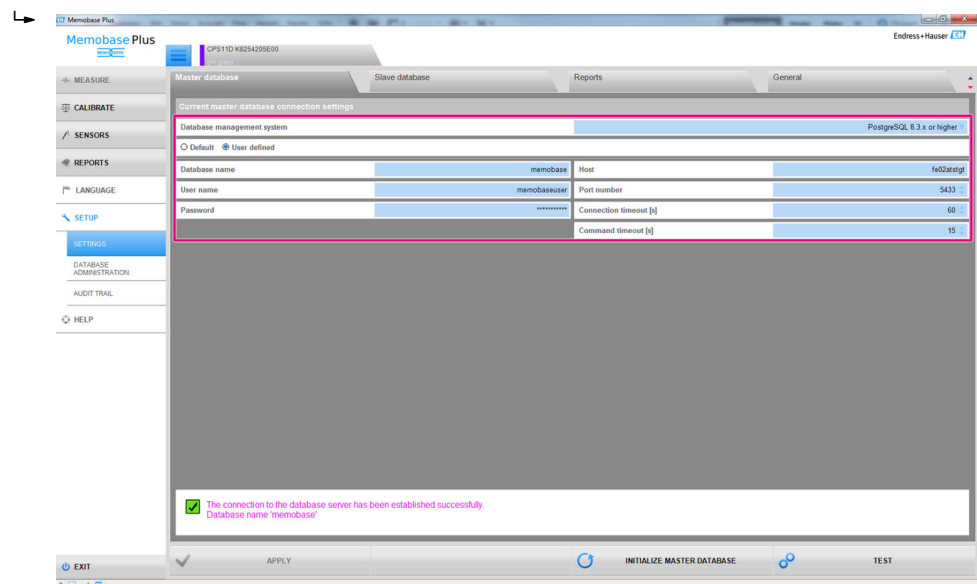 Memobase Plus
Memobase Plus
MEMOSENS
Endress+Hauser EH
CPS11D K8254205E00
pH glass
MEASURE
CALIBRATE
SENSORS
REPORTS
LANGUAGE
SETUP
SETTINGS
DATABASE
ADMINISTRATION
AUDIT TRAIL
HELP
EXIT
Master database
Slave database
Reports
General
Current master database connection settings
Database management system
PostgreSQL 8.3.x or higher
Default
User defined
Database name
memobase
Host
fe02atstgt
User name
memobaseuser
Port number
5433
Password
***********
Connection timeout [s]
60
Command timeout [s]
15
The connection to the database server has been established successfully.
Database name 'memobase'
APPLY
INITIALIZE MASTER DATABASE
TEST